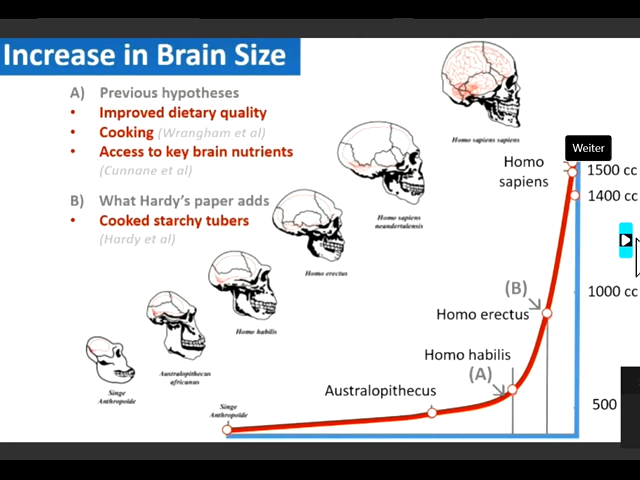 Increase in Brain Size
A) Previous hypotheses
• Improved dietary quality
• Cooking (Wrangham et al)
• Access to key brain nutrients
(Cunnane et al)
B) What Hardy's paper adds
• Cooked starchy tubers
(Hardy et al)
Homo sapiens sapiens
Homo sapiens
neandertalensis
Homo erectus
Homo habilis
Australopithecus
africanus
Singe
Anthropoïde
Homo
sapiens
Weiter
1500 cc
1400 cc
1000 cc
(B)
Homo erectus
Homo habilis
(A)
Australopithecus
500
Singe
Anthropoïde